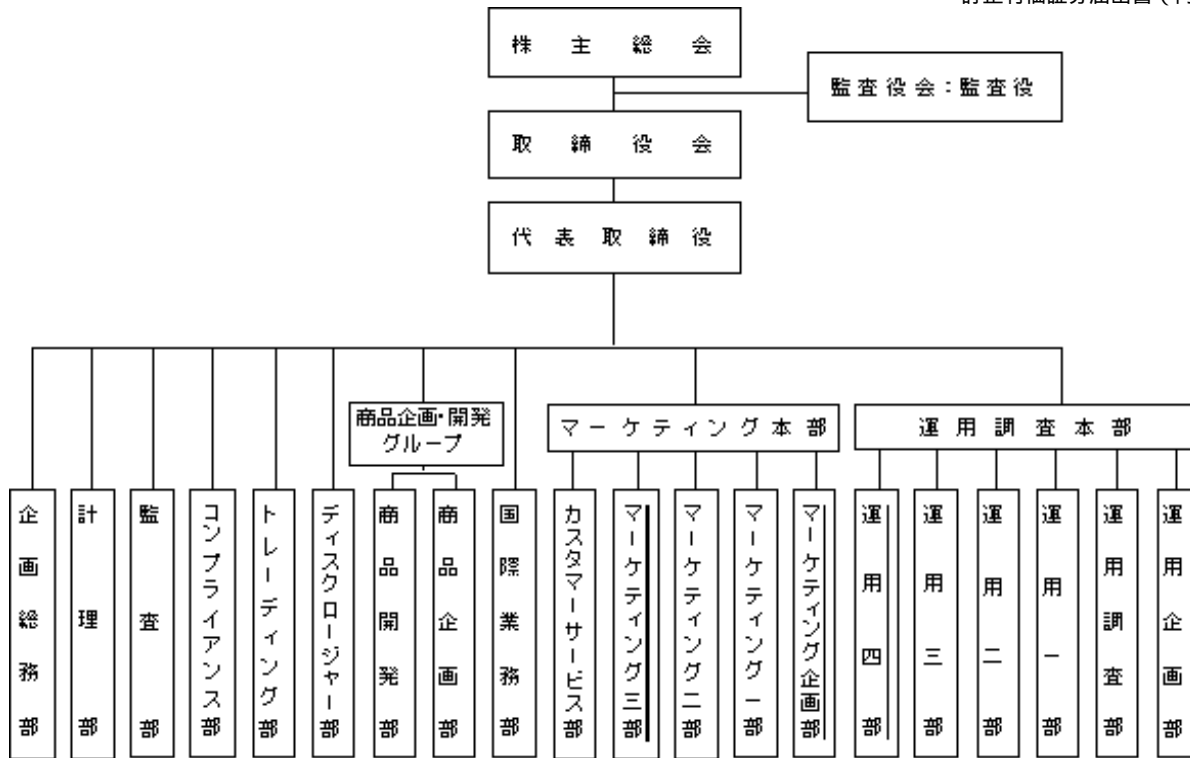 訂正有価証券届出書(
株主総会
監査役会：監査役
取締役会
代表取締役
商品企画・開発
グループ
マーケティング本部
運用調査本部
企画総務部
計理部
監査部
コンプライアンス部
トレーディング部
ディスクロージャー部
商品開発部
商品企画部
国際業務部
カスタマーサービス部
マーケティング三部
マーケティング二部
マーケティング一部
マーケティング企画部
運用四部
運用三部
運用二部
運用一部
運用調査部
運用企画部